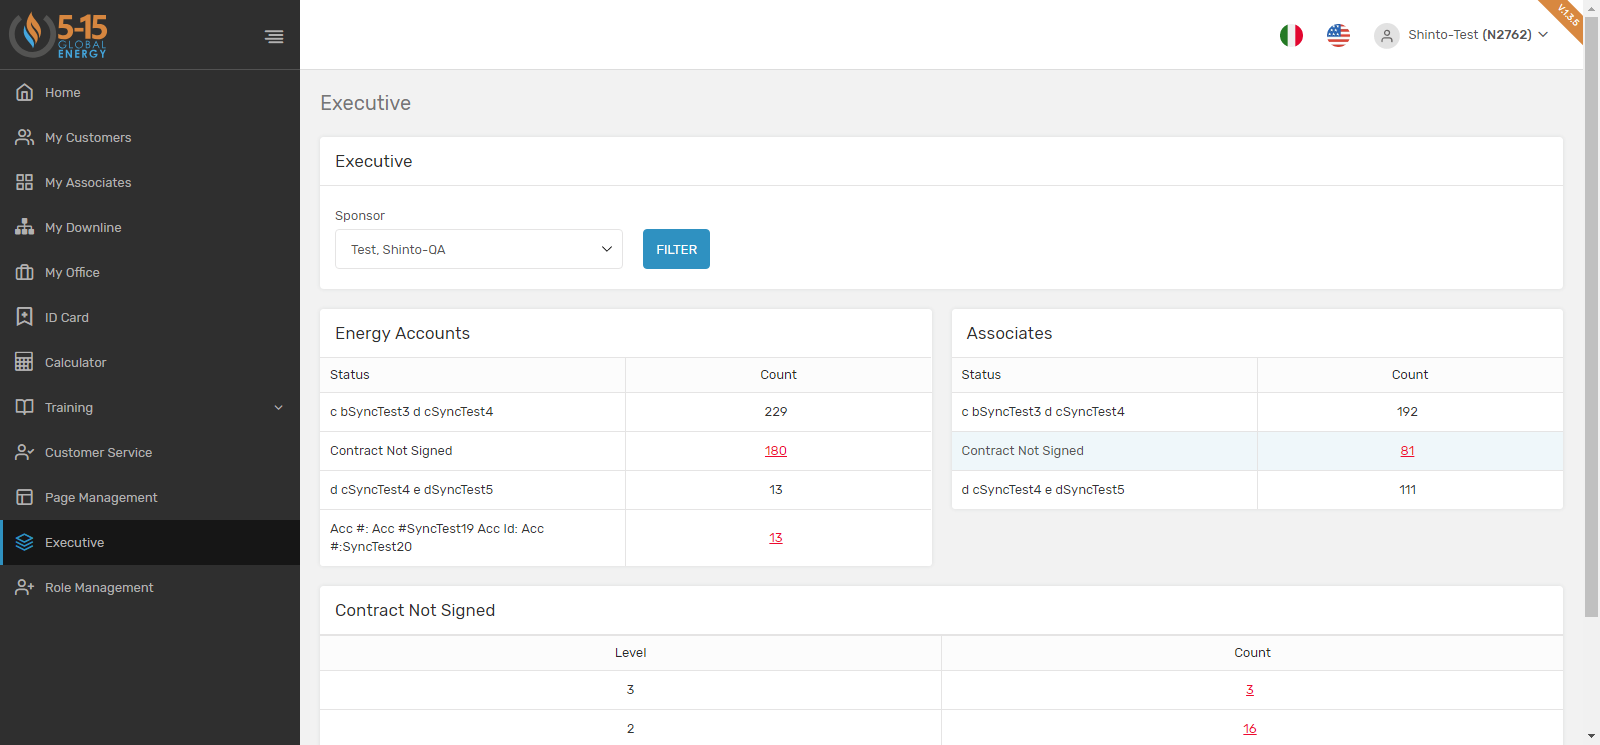 5-15
GLOBAL
ENERGY
Shinto-Test (N2762)
V.1.3.5
Home
My Customers
My Associates
My Downline
My Office
ID Card
Calculator
Training
Customer Service
Page Management
Executive
Role Management
Executive
Executive
Sponsor
Test, Shinto-QA
FILTER
Energy Accounts
Status Count
c bSyncTest3 d cSyncTest4 229
Contract Not Signed 180
d cSyncTest4 e dSyncTest5 13
Acc #: Acc #SyncTest19 Acc Id: Acc
#:SyncTest20 13
Associates
Status Count
c bSyncTest3 d cSyncTest4 192
Contract Not Signed 81
d cSyncTest4 e dSyncTest5 111
Contract Not Signed
Level Count
3 3
2 16